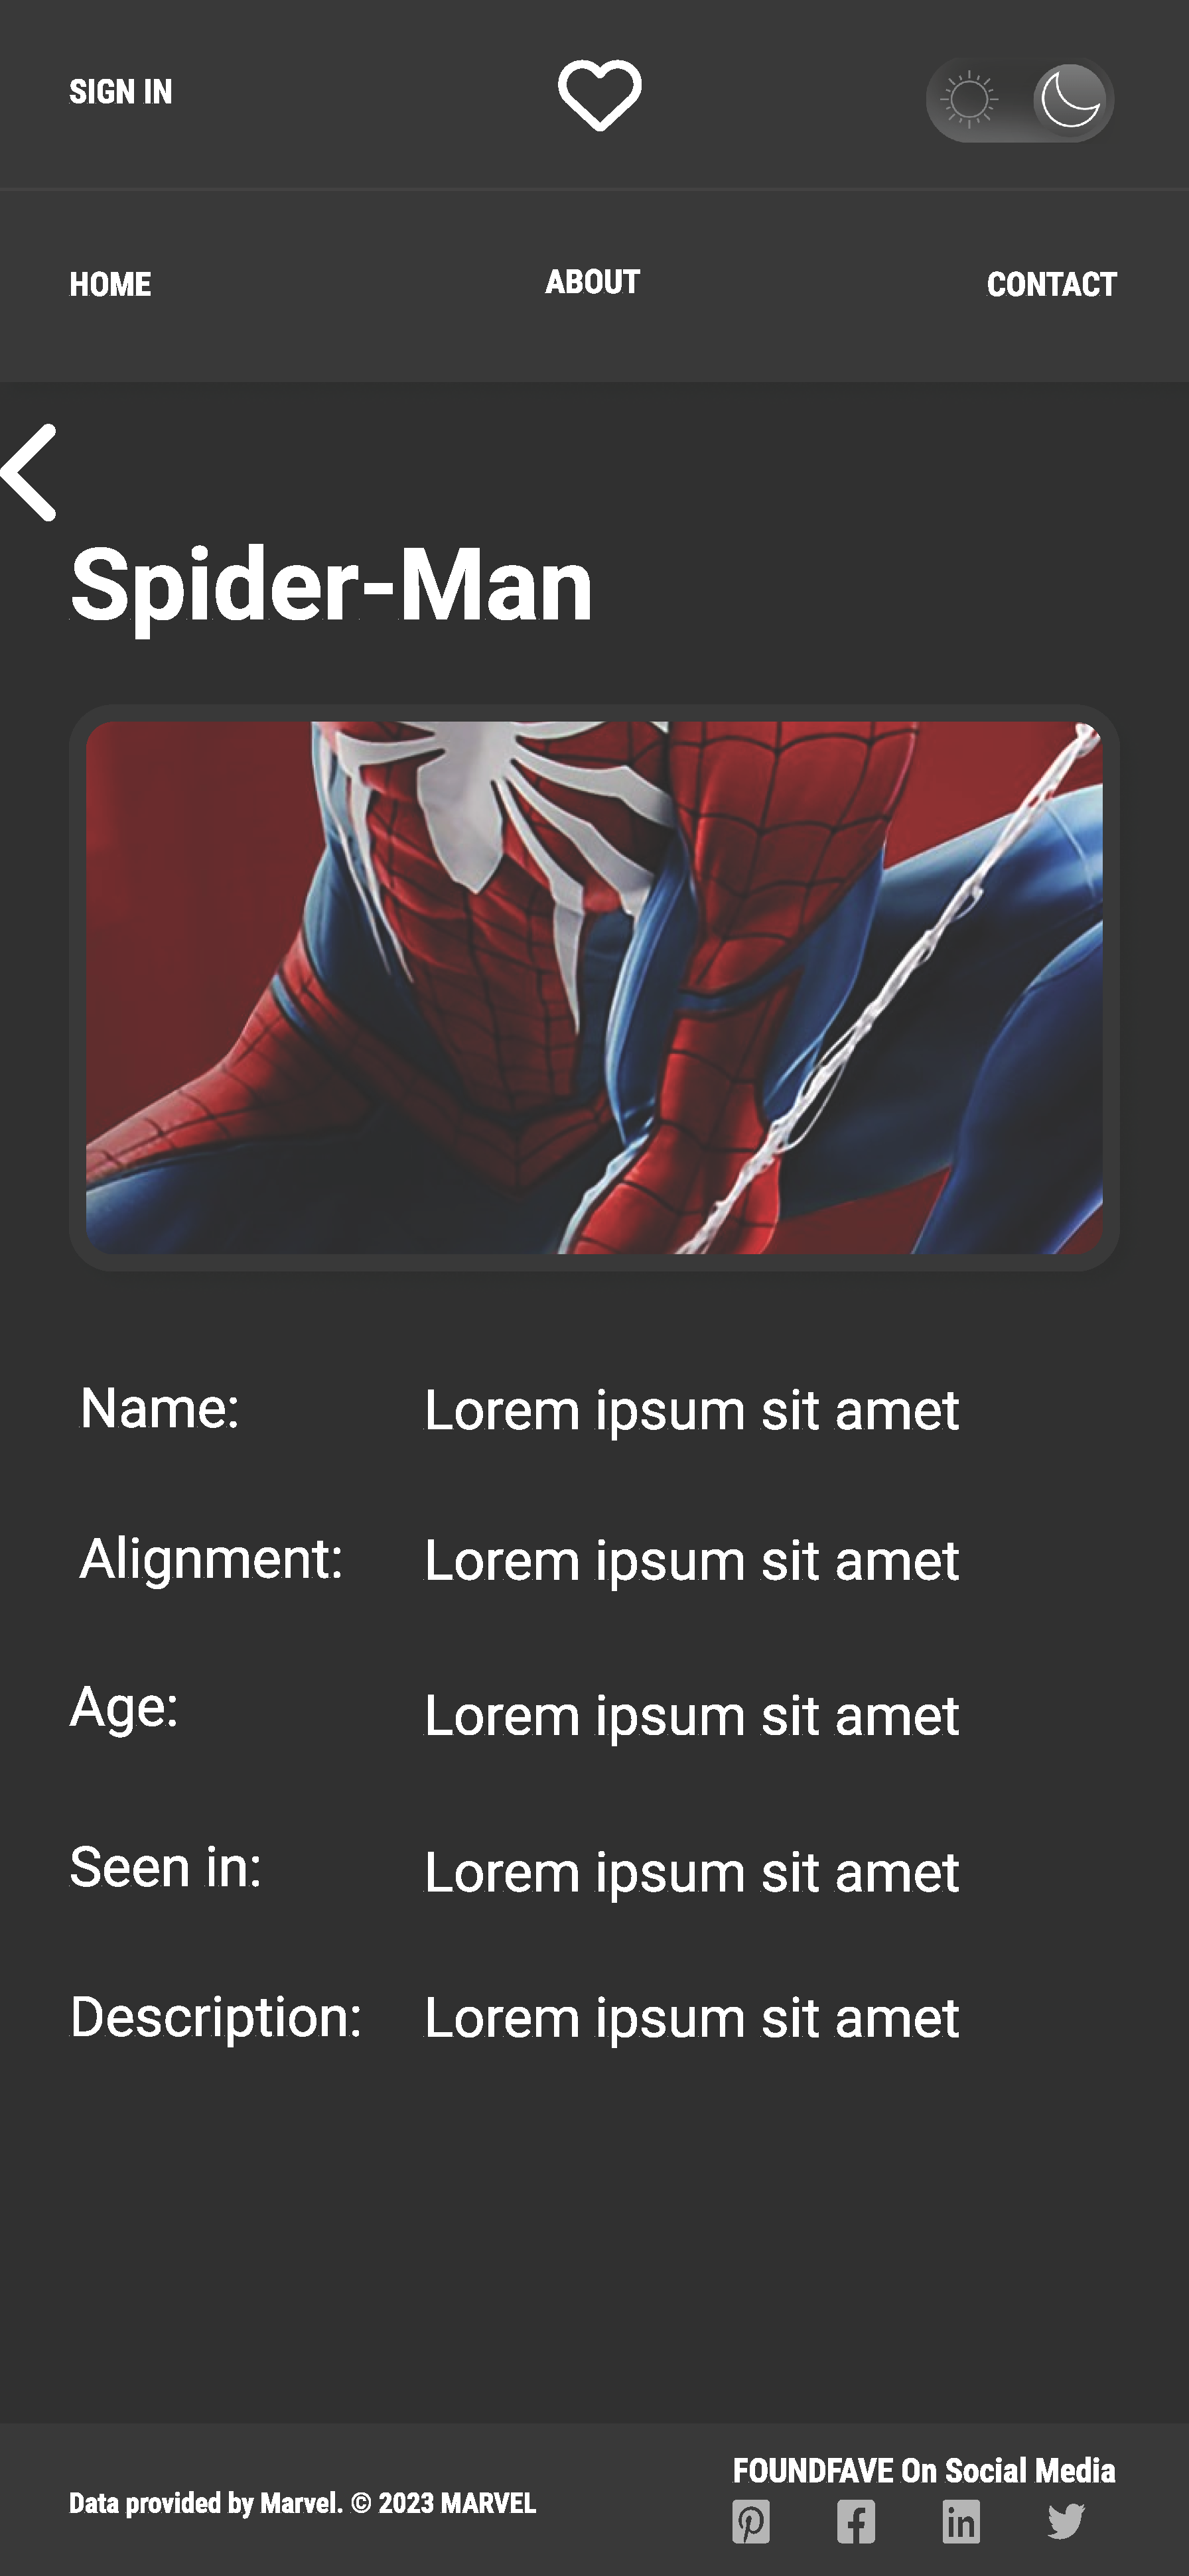 SIGN IN
HOME ABOUT CONTACT
Spider-Man
Name: Lorem ipsum sit amet
Alignment: Lorem ipsum sit amet
Age: Lorem ipsum sit amet
Seen in: Lorem ipsum sit amet
Description: Lorem ipsum sit amet
FOUNDFAVE On Social Media
Data provided by Marvel. © 2023 MARVEL